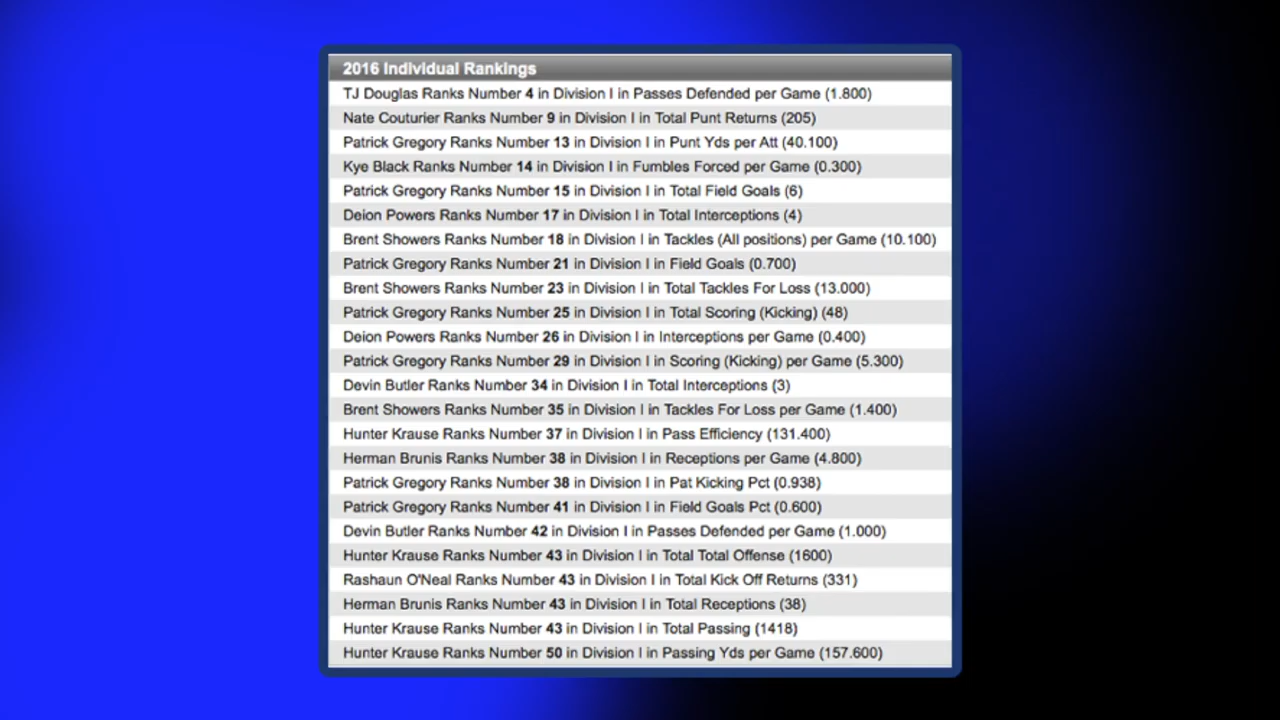 2016 Individual Rankings
TJ Douglas Ranks Number 4 in Division I in Passes Defended per Game (1.800)
Nate Couturier Ranks Number 9 in Division I in Total Punt Returns (205)
Patrick Gregory Ranks Number 13 in Division I in Punt Yds per Att (40.100)
Kye Black Ranks Number 14 in Division I in Fumbles Forced per Game (0.300)
Patrick Gregory Ranks Number 15 in Division I in Total Field Goals (6)
Deion Powers Ranks Number 17 in Division I in Total Interceptions (4)
Brent Showers Ranks Number 18 in Division I in Tackles (All positions) per Game (10.100)
Patrick Gregory Ranks Number 21 in Division I in Field Goals (0.700)
Brent Showers Ranks Number 23 in Division I in Total Tackles For Loss (13.000)
Patrick Gregory Ranks Number 25 in Division I in Total Scoring (Kicking) (48)
Deion Powers Ranks Number 26 in Division I in Interceptions per Game (0.400)
Patrick Gregory Ranks Number 29 in Division I in Scoring (Kicking) per Game (5.300)
Devin Butler Ranks Number 34 in Division I in Total Interceptions (3)
Brent Showers Ranks Number 35 in Division I in Tackles For Loss per Game (1.400)
Hunter Krause Ranks Number 37 in Division I in Pass Efficiency (131.400)
Herman Brunis Ranks Number 38 in Division I in Receptions per Game (4.800)
Patrick Gregory Ranks Number 38 in Division I in Pat Kicking Pct (0.938)
Patrick Gregory Ranks Number 41 in Division I in Field Goals Pct (0.600)
Devin Butler Ranks Number 42 in Division I in Passes Defended per Game (1.000)
Hunter Krause Ranks Number 43 in Division I in Total Total Offense (1600)
Rashaun O'Neal Ranks Number 43 in Division I in Total Kick Off Returns (331)
Herman Brunis Ranks Number 43 in Division I in Total Receptions (38)
Hunter Krause Ranks Number 43 in Division I in Total Passing (1418)
Hunter Krause Ranks Number 50 in Division I in Passing Yds per Game (157.600)